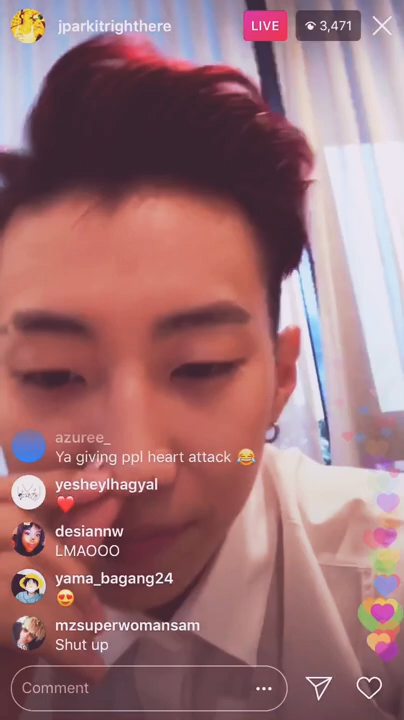 jparkitrighthere
LIVE
3,471
azuree_
Ya giving ppl heart attack 😂
yesheylhagyal
❤️
desiannw
LMAOOO
yama_bagang24
😍
mzsuperwomansam
Shut up
Comment